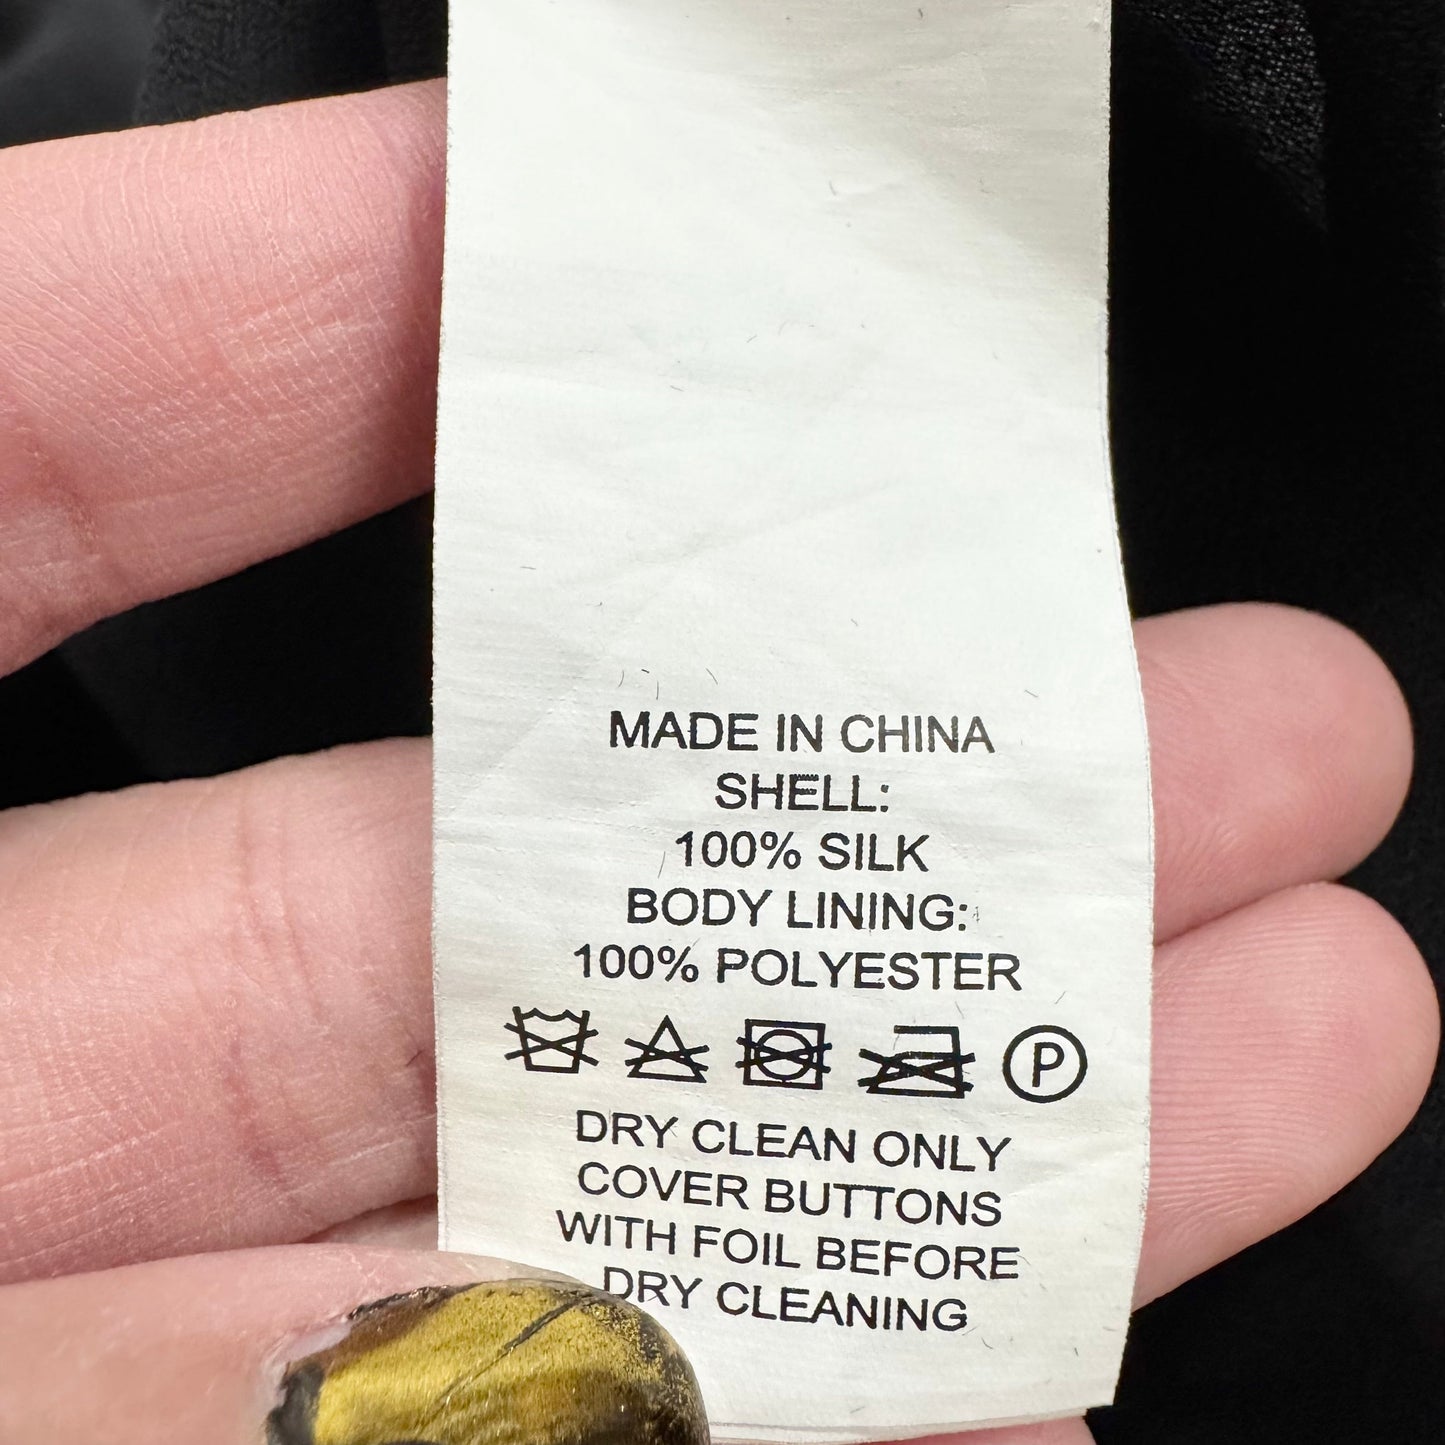 MADE IN CHINA
SHELL:
100% SILK
BODY LINING:
100% POLYESTER
P
DRY CLEAN ONLY
COVER BUTTONS
WITH FOIL BEFORE
DRY CLEANING